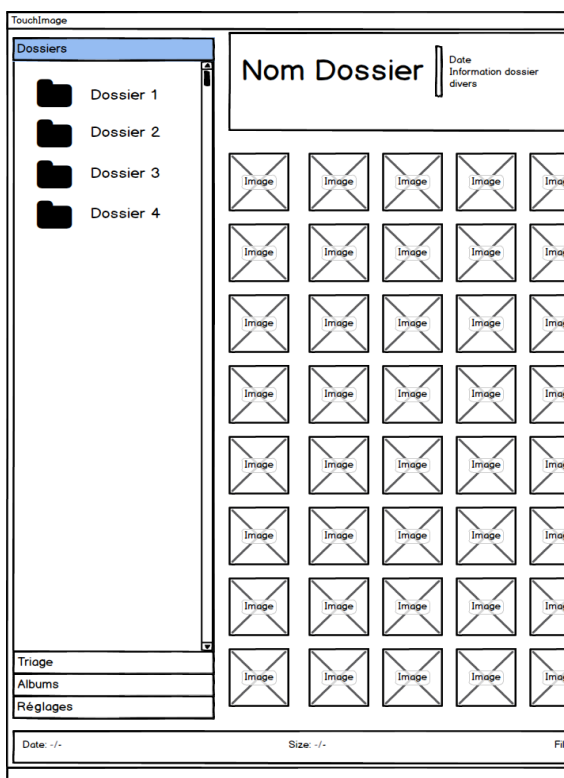 TouchImage
Dossiers
Dossier 1
Dossier 2
Dossier 3
Dossier 4
Triage
Albums
Réglages
Nom Dossier
Date
Information dossier
divers
Image Image Image Image
Image Image Image Image
Image Image Image Image
Image Image Image Image
Image Image Image Image
Image Image Image Image
Image Image Image Image
Image Image Image Image
Date: -/- Size: -/-